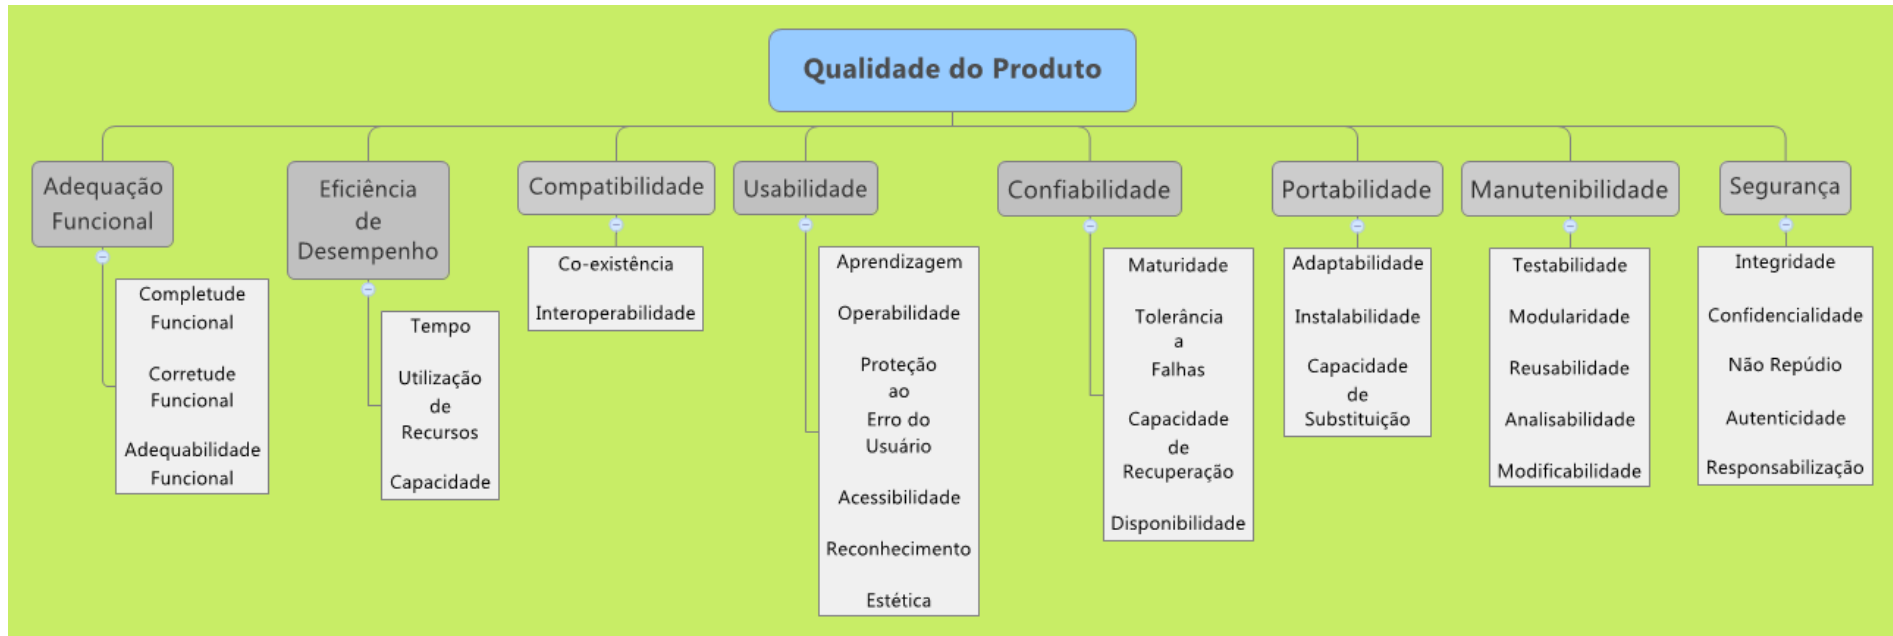 Qualidade do Produto
Adequação
Funcional
Completude
Funcional
Corretude
Funcional
Adequabilidade
Funcional
Eficiência
de
Desempenho
Tempo
Utilização
de
Recursos
Capacidade
Compatibilidade
Co-existência
Interoperabilidade
Usabilidade
Aprendizagem
Operabilidade
Proteção
ao
Erro do
Usuário
Acessibilidade
Reconhecimento
Estética
Confiabilidade
Maturidade
Tolerância
a
Falhas
Capacidade
de
Recuperação
Disponibilidade
Portabilidade
Adaptabilidade
Instalabilidade
Capacidade
de
Substituição
Manutenibilidade
Testabilidade
Modularidade
Reusabilidade
Analisabilidade
Modificabilidade
Segurança
Integridade
Confidencialidade
Não Repúdio
Autenticidade
Responsabilização